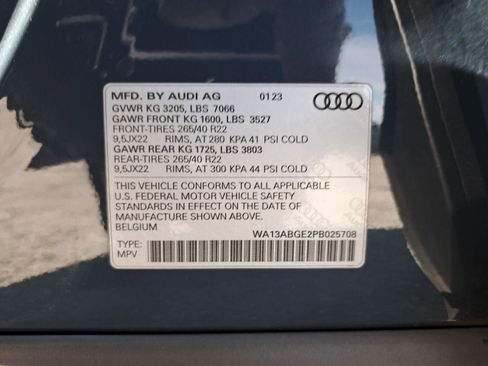 MFD. BY AUDI AG 0123
GVWR KG 3205, LBS 7066
GAWR FRONT KG 1600, LBS 3527
FRONT-TIRES 265/40 R22
9,5JX22 RIMS, AT 280 KPA 41 PSI COLD
GAWR REAR KG 1725, LBS 3803
REAR-TIRES 265/40 R22
9,5JX22 RIMS, AT 300 KPA 44 PSI COLD
THIS VEHICLE CONFORMS TO ALL APPLICABLE
U.S. FEDERAL MOTOR VEHICLE SAFETY
STANDARDS IN EFFECT ON THE DATE OF
MANUFACTURE SHOWN ABOVE.
BELGIUM
WA13ABGE2PB025708
TYPE:
MPV